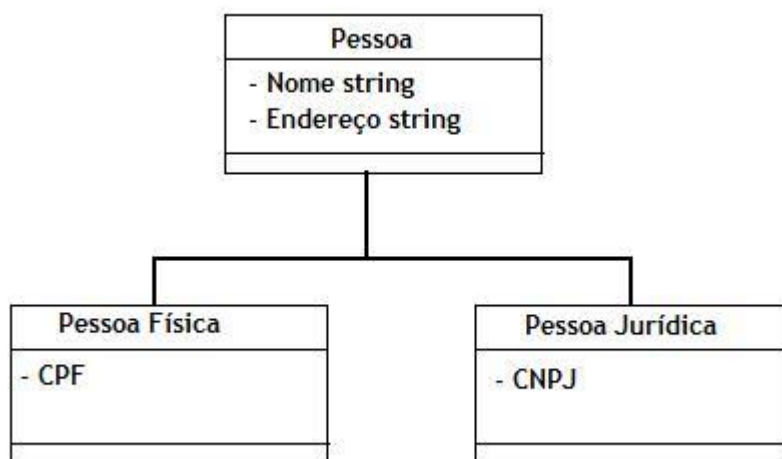 Pessoa
- Nome string
- Endereço string
Pessoa Física
- CPF
Pessoa Jurídica
- CNPJ